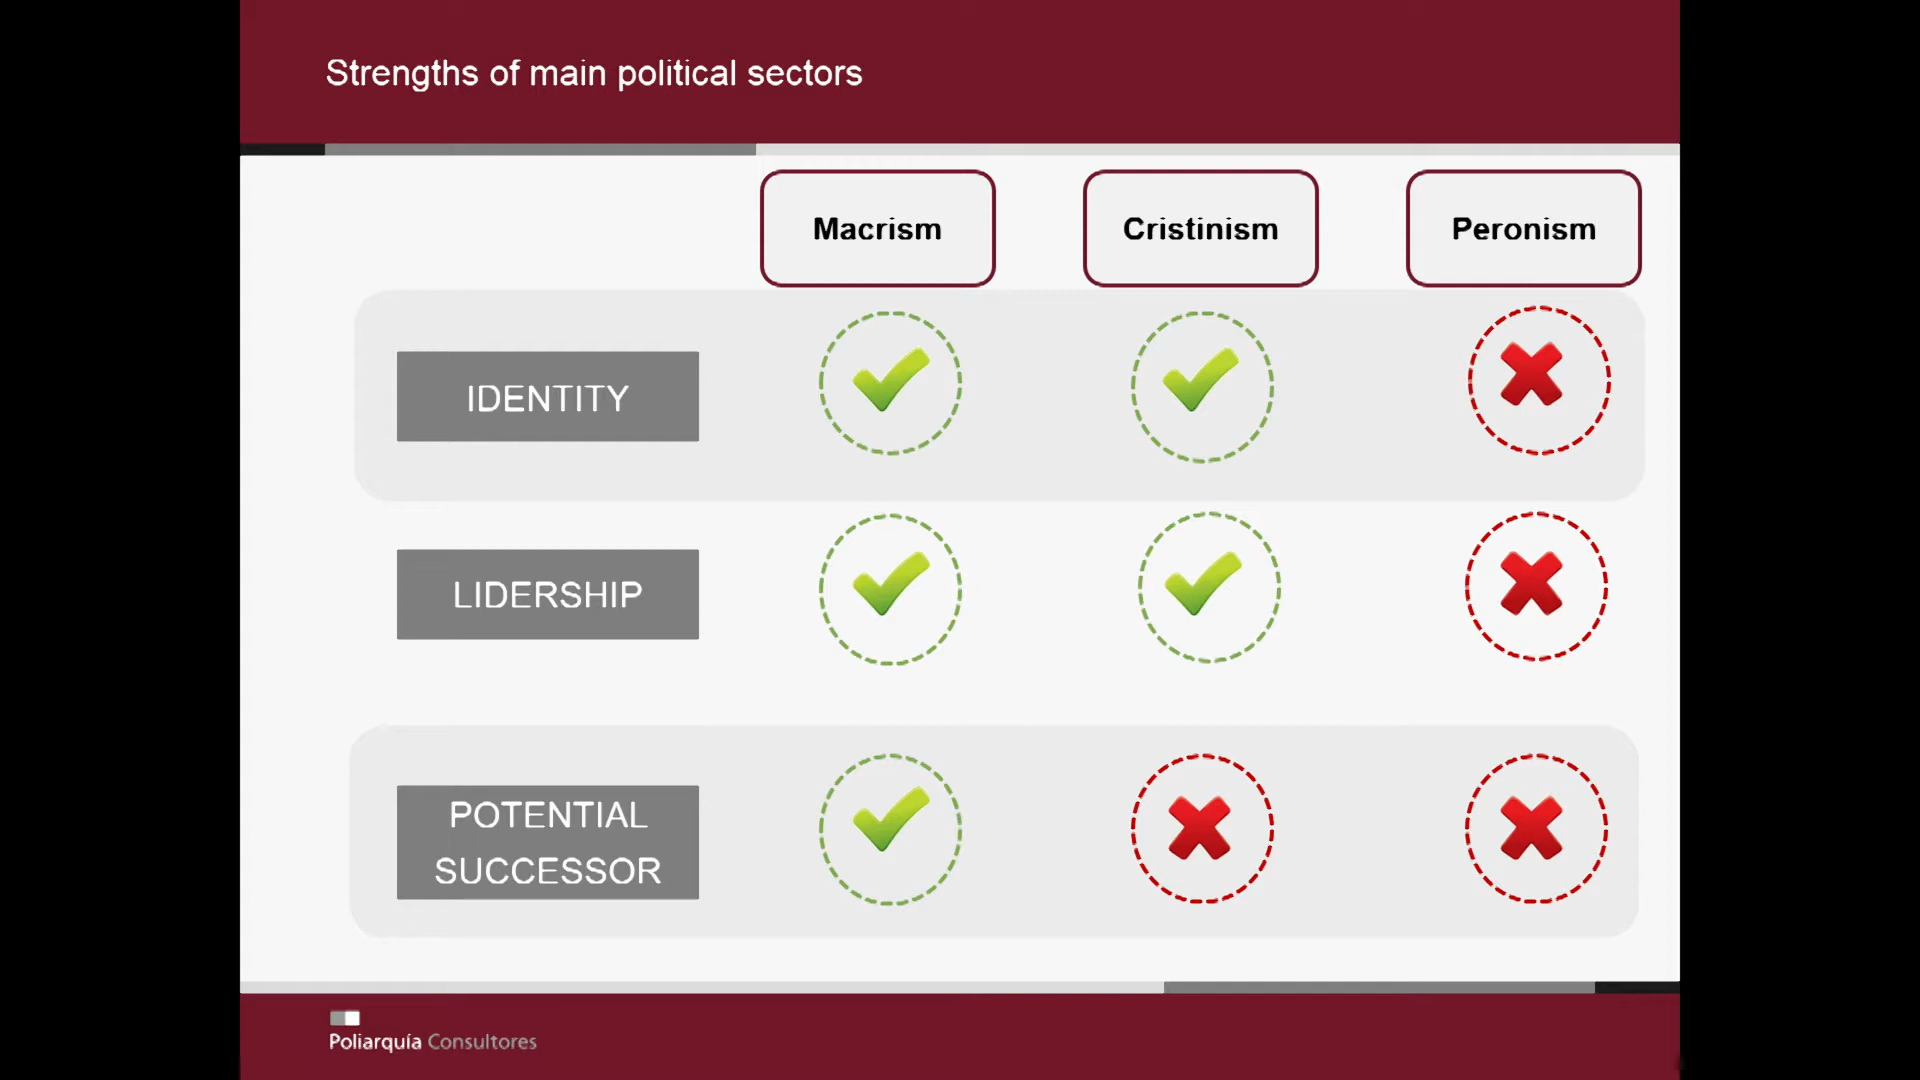 Strengths of main political sectors
Macrism
Cristinism
Peronism
IDENTITY
LIDERSHIP
POTENTIAL
SUCCESSOR
Poliarquía Consultores